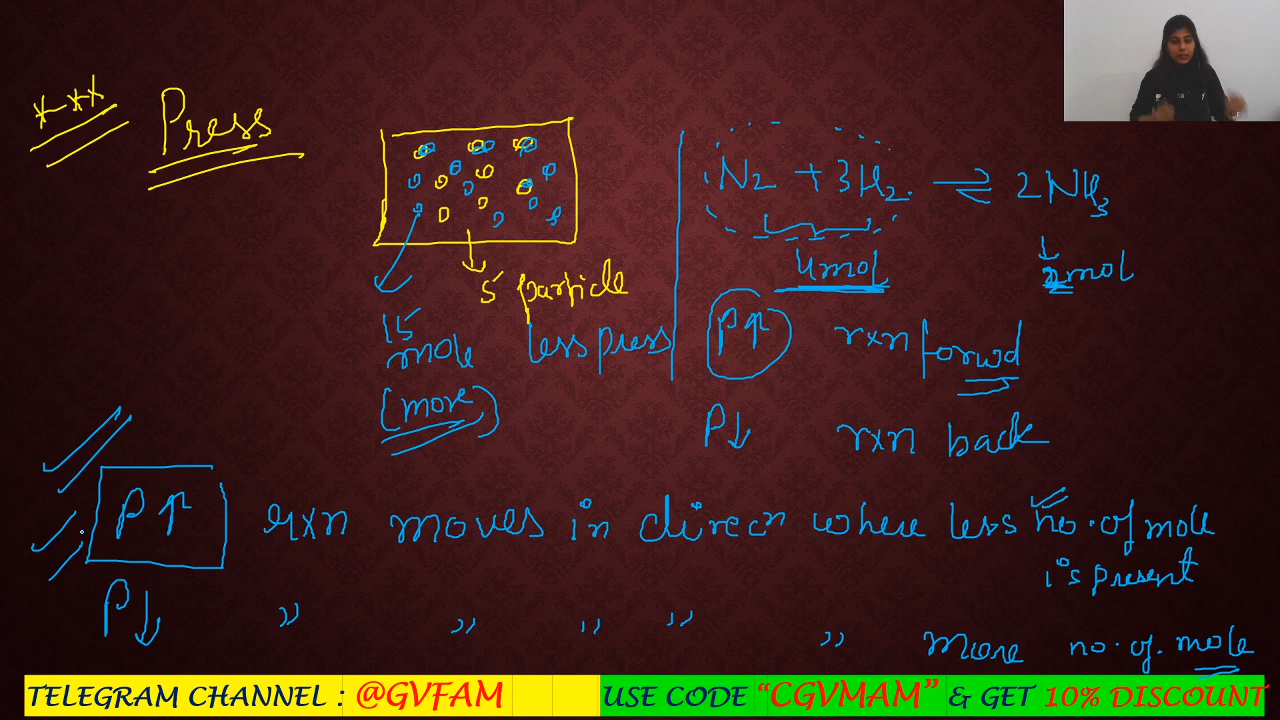 *** Press
N2 + 3H2 ⇌ 2NH3
4mol
2mol
5 particle
15 mole
(more)
less press
P↑ rxn forwd
P↓ rxn back
P↑ rxn moves in direcn where less no. of mole
is present
P↓ " " " " " more no. of. mole
TELEGRAM CHANNEL : @GVFAM USE CODE “CGVMAM” & GET 10% DISCOUNT